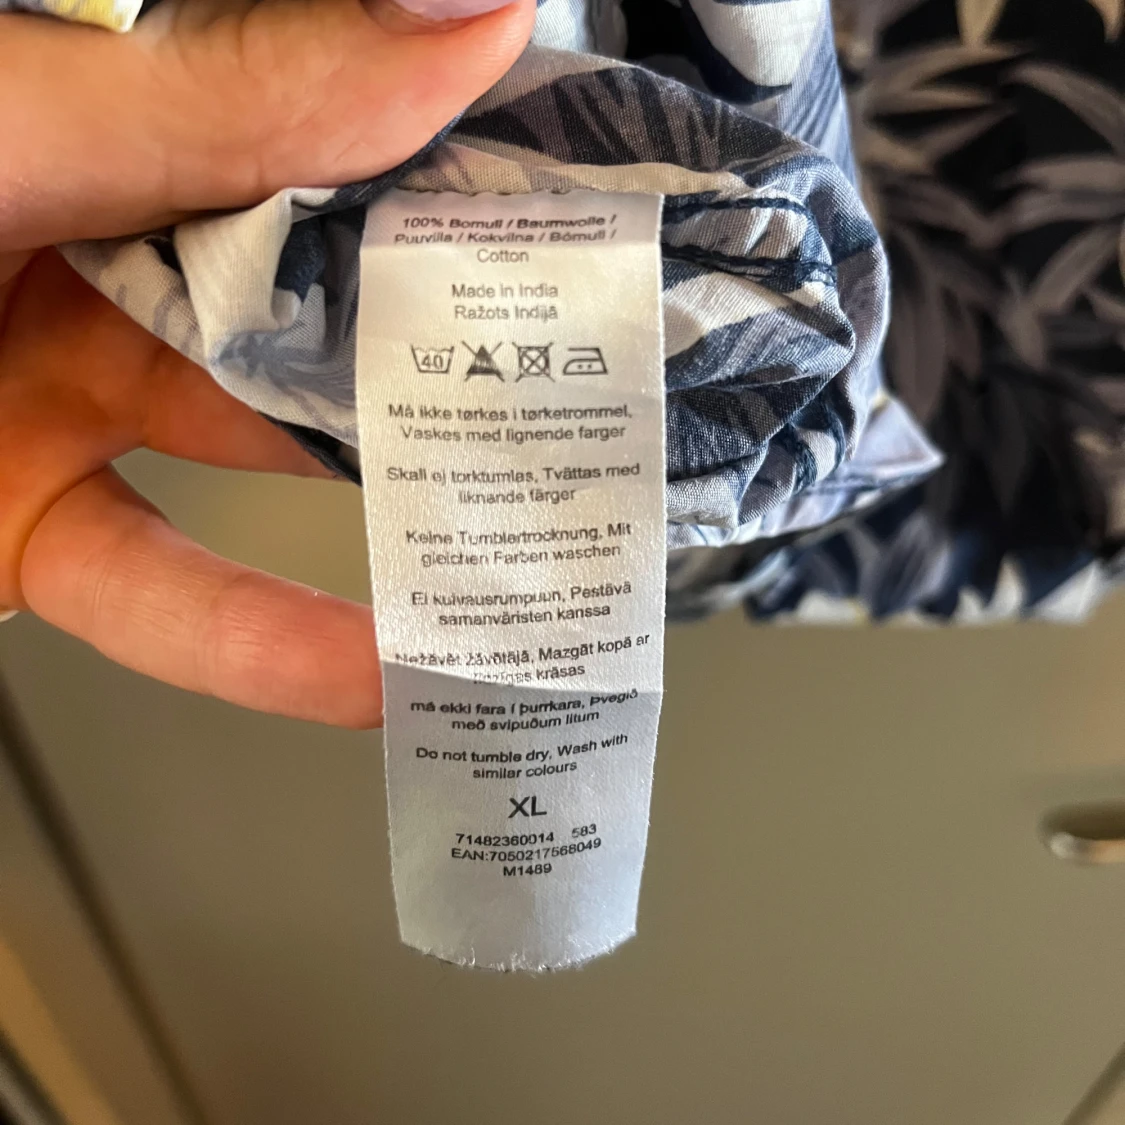 100% Bomull / Baumwolle /
Puuvilla / Kokvilna / Bómull /
Cotton
Made in India
Ražots Indijā
40
Må ikke tørkes i tørketrommel,
Vaskes med lignende farger
Skall ej torktumlas, Tvättas med
liknande färger
Keine Tumblertrocknung, Mit
gleichen Farben waschen
Ei kuivausrumpuun, Pestävä
samanväristen kanssa
Nežāvēt žāvētājā, Mazgāt kopā ar
krāsas
má ekki fara í þurrkara, Þvegið
með svipuðum litum
Do not tumble dry, Wash with
similar colours
XL
71482360014 583
EAN:7050217568049
M1489